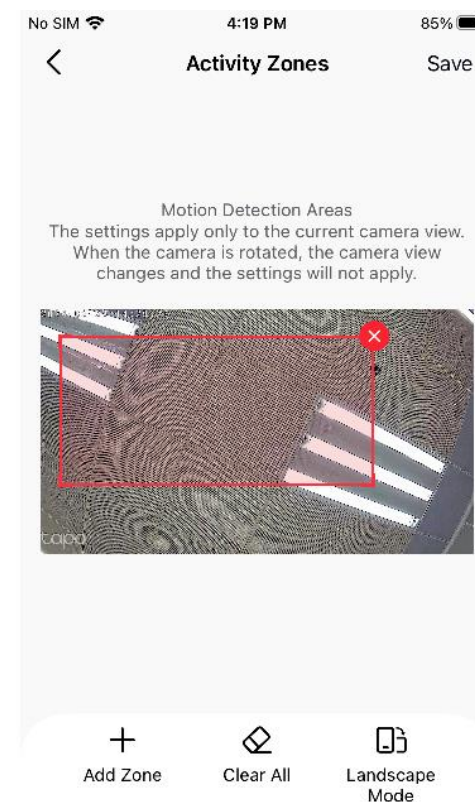 No SIM 4:19 PM 85%
Activity Zones Save
Motion Detection Areas
The settings apply only to the current camera view.
When the camera is rotated, the camera view
changes and the settings will not apply.
tapo
Add Zone Clear All Landscape
Mode